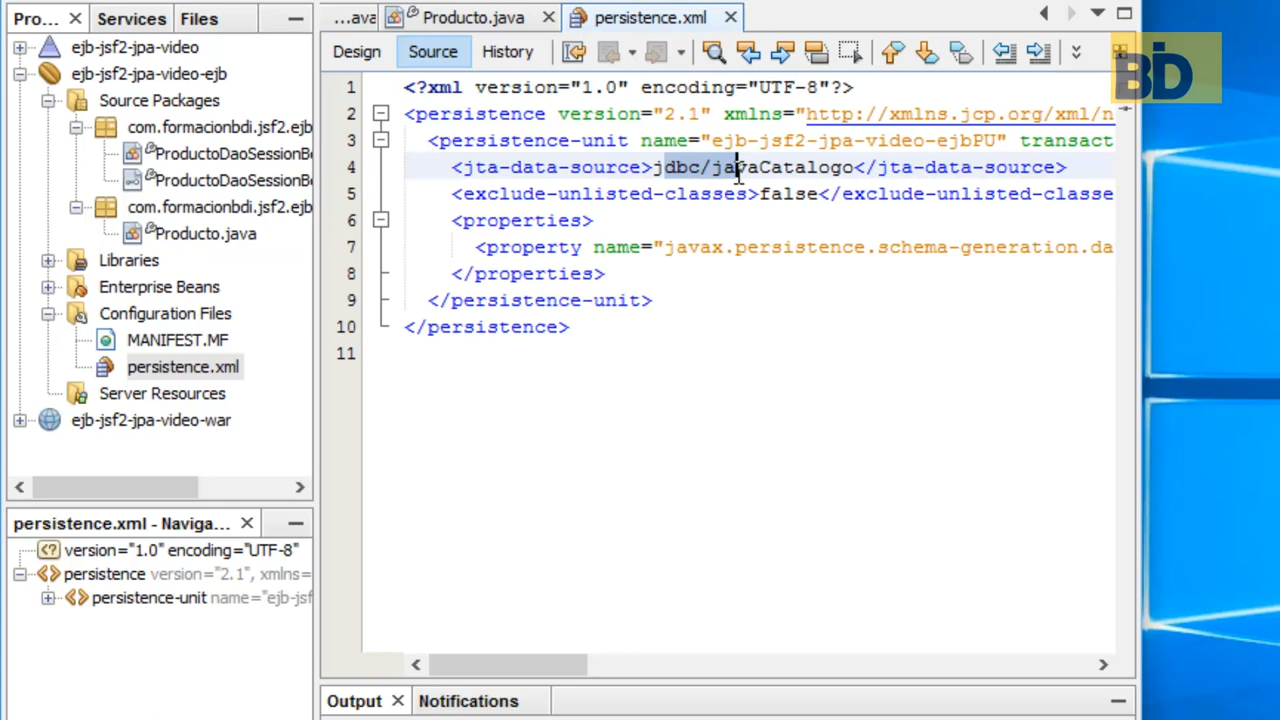 Pro... Services Files
ejb-jsf2-jpa-video
ejb-jsf2-jpa-video-ejb
Source Packages
com.formacionbdi.jsf2.ejb
ProductoDaoSessionBe
ProductoDaoSessionBe
com.formacionbdi.jsf2.ejb
Producto.java
Libraries
Enterprise Beans
Configuration Files
MANIFEST.MF
persistence.xml
Server Resources
ejb-jsf2-jpa-video-war
persistence.xml - Naviga...
version="1.0" encoding="UTF-8"
persistence version="2.1", xmlns=
persistence-unit name="ejb-jsf
...ava Producto.java persistence.xml
Design Source History
1 <?xml version="1.0" encoding="UTF-8"?>
2 <persistence version="2.1" xmlns="http://xmlns.jcp.org/xml/n
3 <persistence-unit name="ejb-jsf2-jpa-video-ejbPU" transact
4 <jta-data-source>jdbc/javaCatalogo</jta-data-source>
5 <exclude-unlisted-classes>false</exclude-unlisted-classe
6 <properties>
7 <property name="javax.persistence.schema-generation.da
8 </properties>
9 </persistence-unit>
10 </persistence>
11
Output Notifications
BD